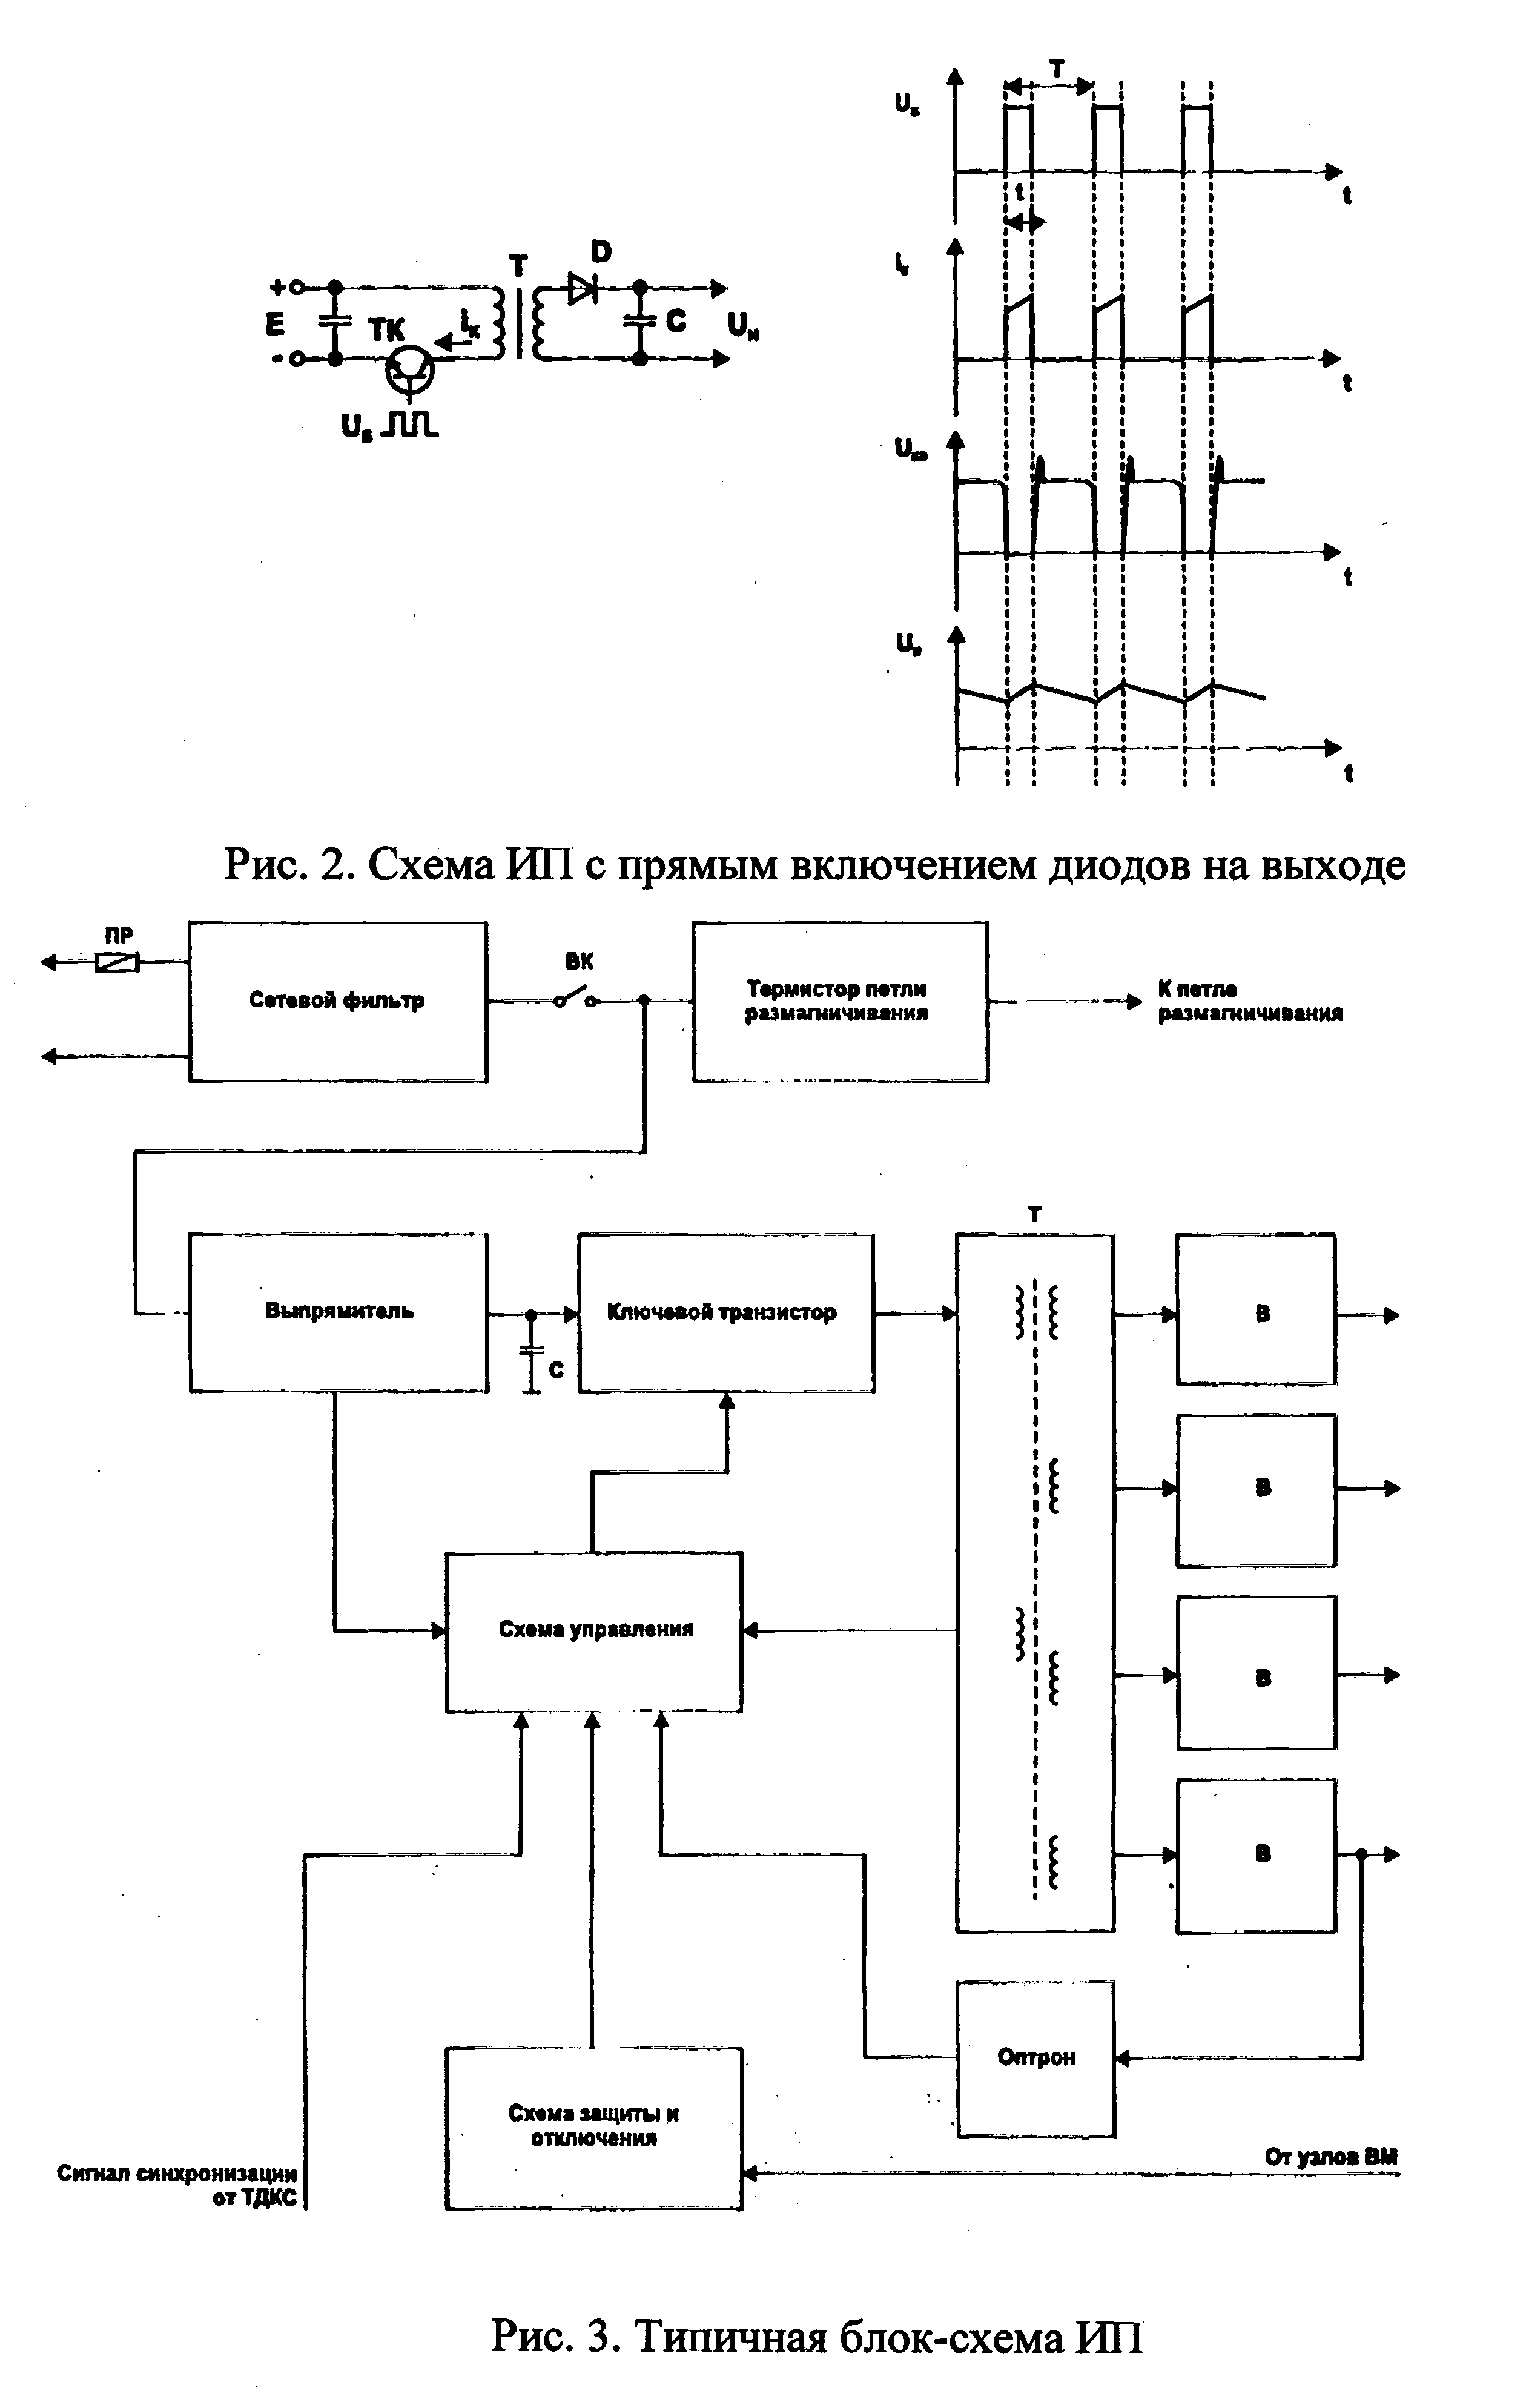 T
U
t
t
i
t
U
t
U
t
D
T
+
E
ТК
iк
C
Uн
-
U
Рис. 2. Схема ИП с прямым включением диодов на выходе
ПР
Сетевой фильтр
ВК
Термистор петли
размагничивания
К петле
размагничивания
Т
Выпрямитель
С
Ключевой транзистор
В
В
Схема управления
В
В
Оптрон
Схема защиты и
отключения
От узлов ВМ
Сигнал синхронизации
от ТДКС
Рис. 3. Типичная блок-схема ИП